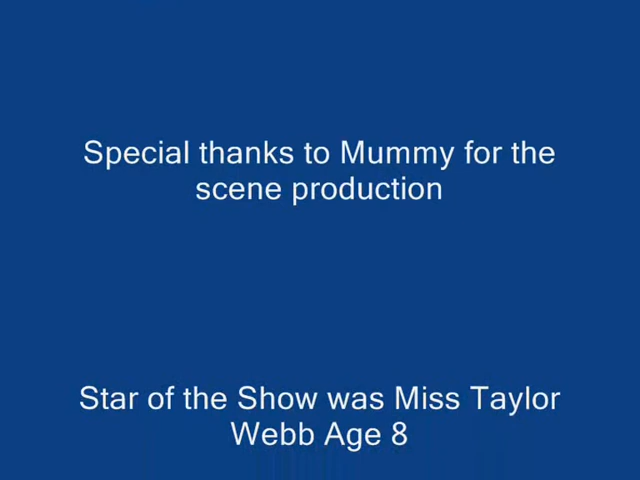 Special thanks to Mummy for the
scene production
Star of the Show was Miss Taylor
Webb Age 8